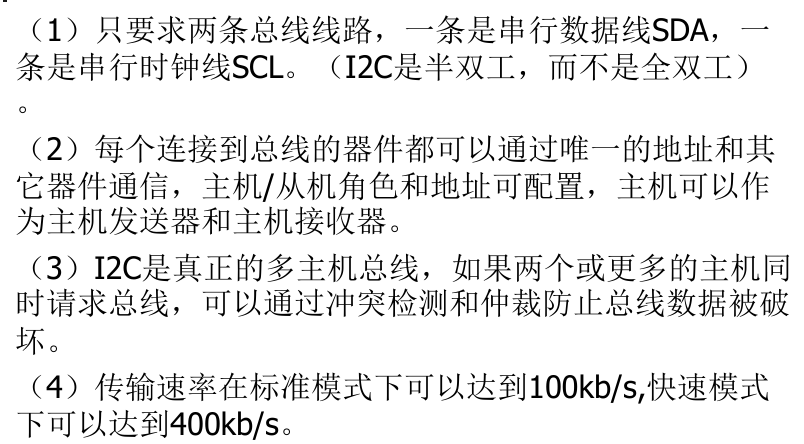 （1）只要求两条总线线路，一条是串行数据线SDA，一
条是串行时钟线SCL。（I2C是半双工，而不是全双工）
。
（2）每个连接到总线的器件都可以通过唯一的地址和其
它器件通信，主机/从机角色和地址可配置，主机可以作
为主机发送器和主机接收器。
（3）I2C是真正的多主机总线，如果两个或更多的主机同
时请求总线，可以通过冲突检测和仲裁防止总线数据被破
坏。
（4）传输速率在标准模式下可以达到100kb/s,快速模式
下可以达到400kb/s。